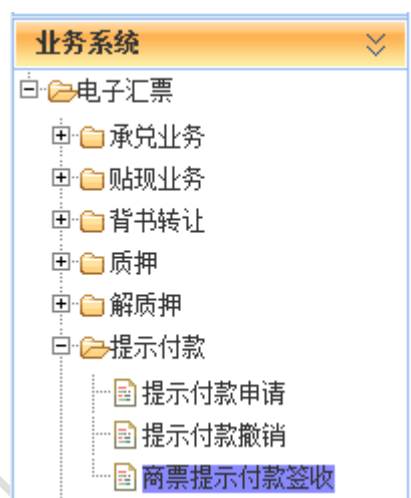 业务系统
电子汇票
承兑业务
贴现业务
背书转让
质押
解质押
提示付款
提示付款申请
提示付款撤销
商票提示付款签收